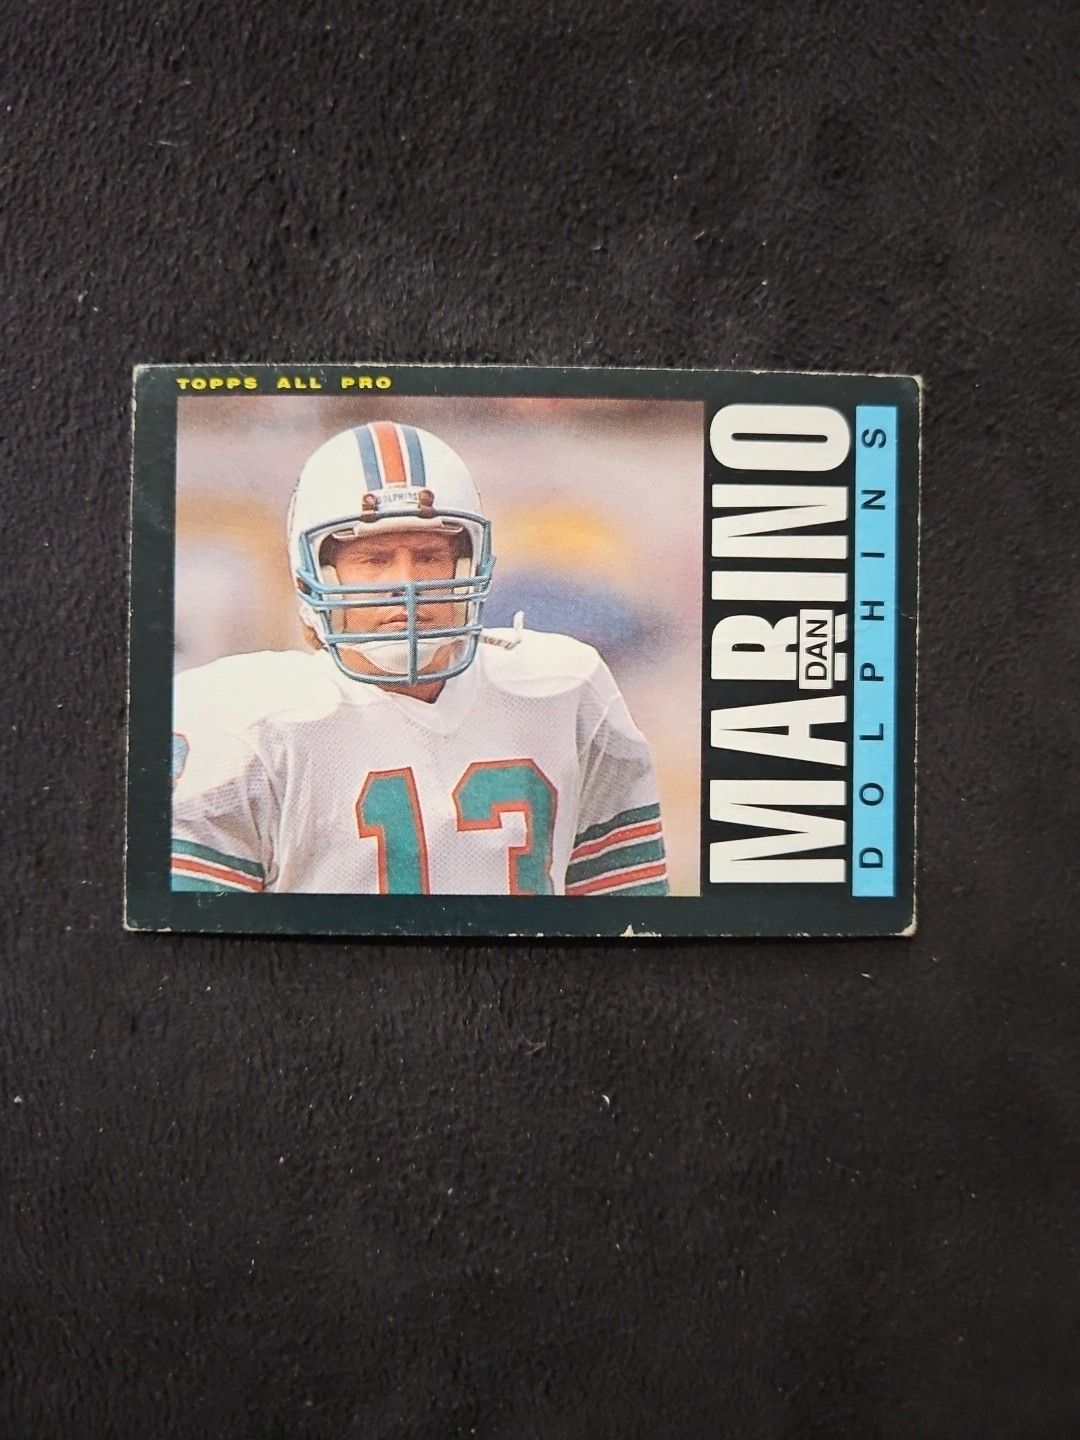 TOPPS ALL PRO
DOLPHINS
13
MARINO
DAN
DOLPHINS